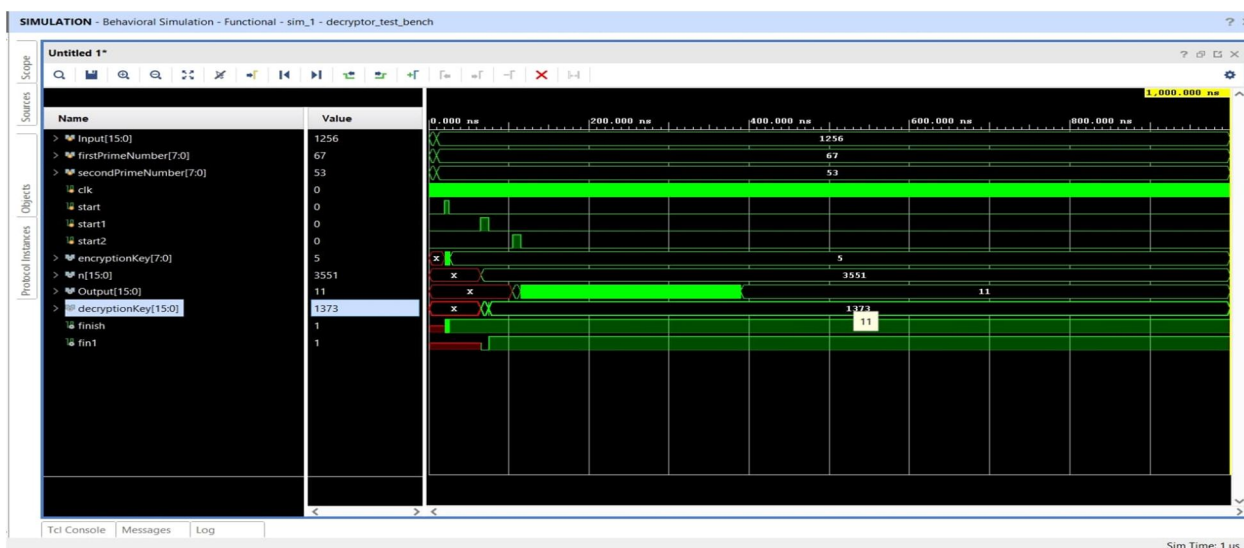 SIMULATION - Behavioral Simulation - Functional - sim_1 - decryptor_test_bench ?
Untitled 1* ? X
Scope
Sources
Objects
Protocol Instances
1,000.000 ns
Name Value 0.000 ns 200.000 ns 400.000 ns 600.000 ns 800.000 ns
> Input[15:0] 1256 1256
> firstPrimeNumber[7:0] 67 67
> secondPrimeNumber[7:0] 53 53
clk 0
start 0
start1 0
start2 0
> encryptionKey[7:0] 5 x 5
> n[15:0] 3551 x 3551
> Output[15:0] 11 x 11
> decryptionKey[15:0] 1373 x 1373
finish 1 11
fin1 1
Tcl Console Messages Log
Sim Time: 1 us